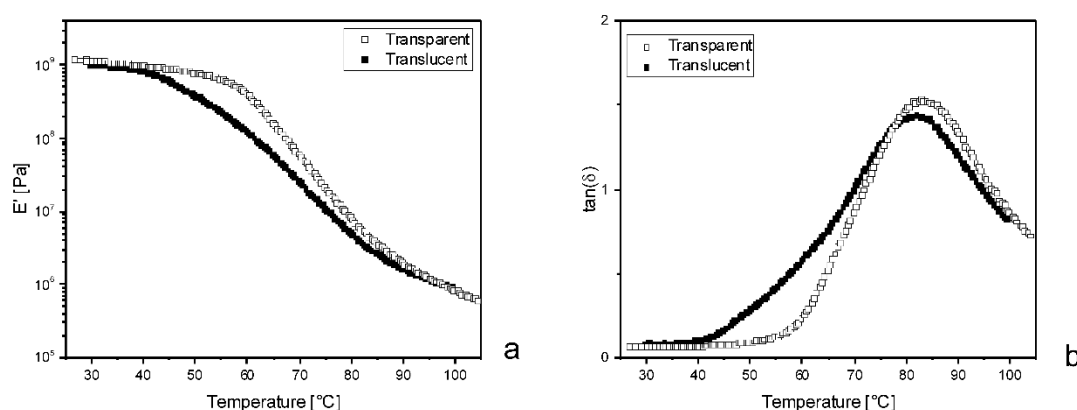 Transparent
Translucent
10⁹
10⁸
10⁷
10⁶
10⁵
E' [Pa]
30 40 50 60 70 80 90 100
Temperature [°C]
a
Transparent
Translucent
2
1
0
tan(δ)
30 40 50 60 70 80 90 100
Temperature [°C]
b